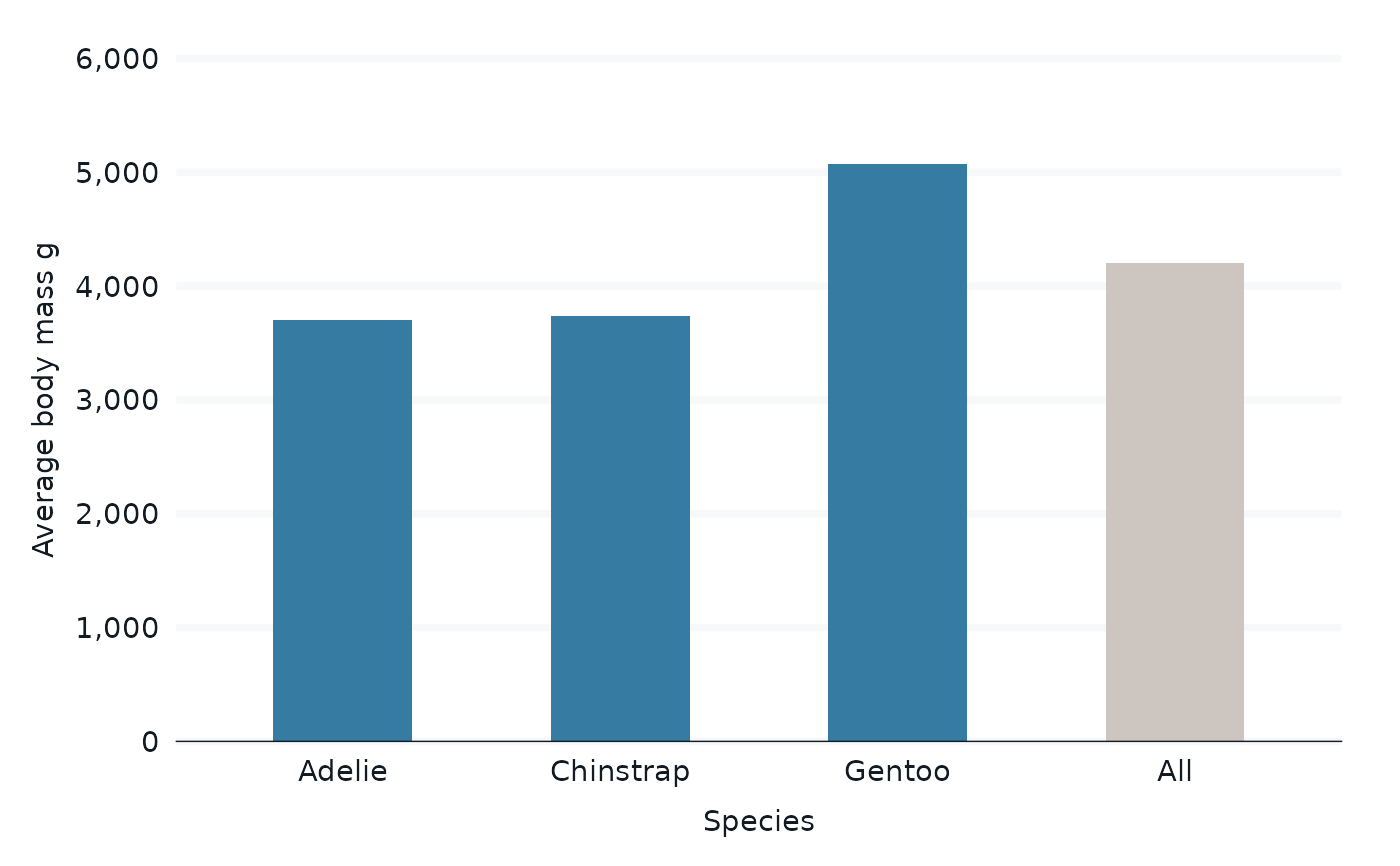 6,000
5,000
4,000
3,000
2,000
1,000
0
Average body mass g
Adelie
Chinstrap
Gentoo
All
Species